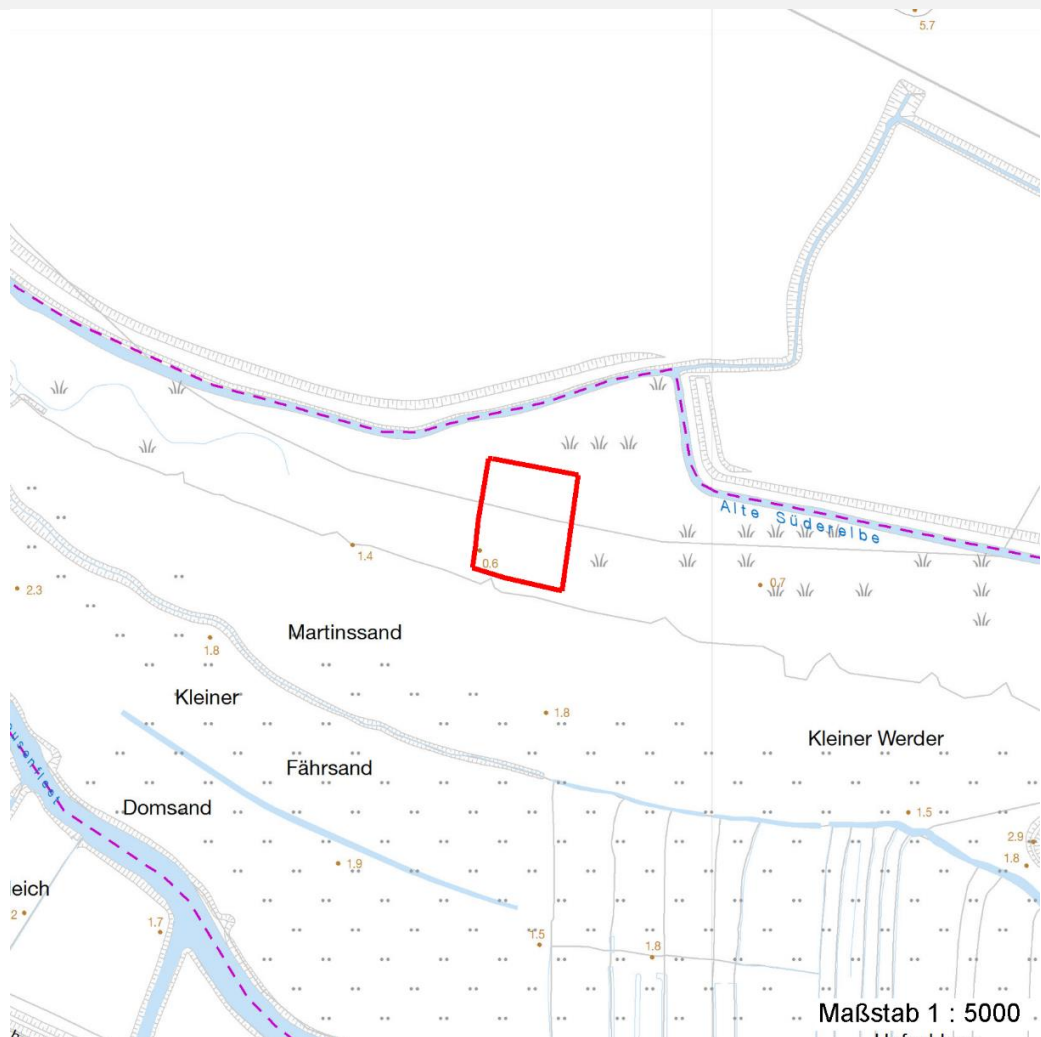 5.7
Alte Süderelbe
1.4
0.6
0.7
2.3
Martinssand
1.8
Kleiner
1.8
Kleiner Werder
Fährsand
Domsand
1.5
2.9
1.9
1.8
eich
2
1.7
1.5
1.8
Maßstab 1 : 5000